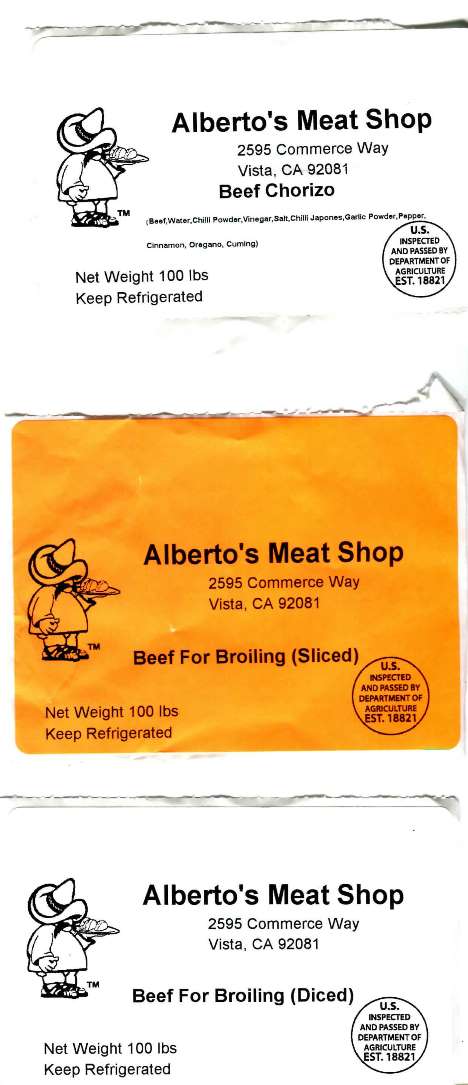 Alberto's Meat Shop
2595 Commerce Way
Vista, CA 92081
Beef Chorizo
(Beef,Water,Chilli Powder,Vinegar,Salt,Chilli Japones,Garlic Powder,Pepper,
Cinnamon, Oregano, Cuming)
TM
U.S.
INSPECTED
AND PASSED BY
DEPARTMENT OF
AGRICULTURE
EST. 18821
Net Weight 100 lbs
Keep Refrigerated
Alberto's Meat Shop
2595 Commerce Way
Vista, CA 92081
TM
Beef For Broiling (Sliced)
U.S.
INSPECTED
AND PASSED BY
DEPARTMENT OF
AGRICULTURE
EST. 18821
Net Weight 100 lbs
Keep Refrigerated
Alberto's Meat Shop
2595 Commerce Way
Vista, CA 92081
TM
Beef For Broiling (Diced)
U.S.
INSPECTED
AND PASSED BY
DEPARTMENT OF
AGRICULTURE
EST. 18821
Net Weight 100 lbs
Keep Refrigerated